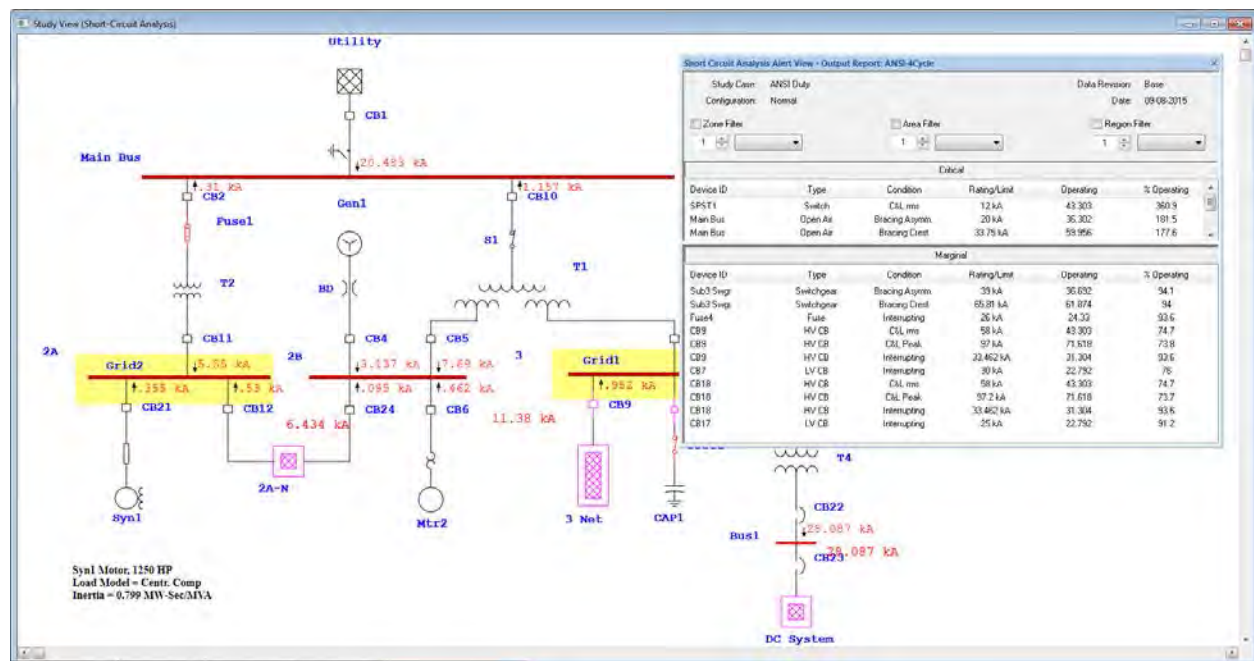 Study View (Short-Circuit Analysis)
Utility
CB1
Main Bus
20.483 kA
.31 kA
1.157 kA
CB2
Gen1
CB10
Fuse1
S1
T1
T2
BD
CB11
CB4
CB5
2A
Grid2
5.55 kA
2B
3.137 kA
7.69 kA
3
Grid1
.355 kA
.53 kA
.095 kA
.462 kA
.952 kA
CB21
CB12
CB24
CB6
CB9
6.434 kA
11.38 kA
2A-N
Syn1
Mtr2
3 Net
CAP1
T4
CB22
Bus1
29.087 kA
CB23
DC System
Syn1 Motor, 1250 HP
Load Model = Centr. Comp
Inertia = 0.799 MW-Sec/MVA
Short Circuit Analysis Alert View - Output Report: ANSI-4Cycle
Study Case: ANSI Duty Data Revision: Base
Configuration: Normal Date: 09-08-2015
Zone Filter Area Filter Region Filter
1 1 1
Critical
Device ID Type Condition Rating/Limit Operating % Operating
SPST1 Switch C&L rms 12 kA 43.303 360.9
Main Bus Open Air Bracing Asymm. 20 kA 36.302 181.5
Main Bus Open Air Bracing Crest 33.75 kA 59.956 177.6
Marginal
Device ID Type Condition Rating/Limit Operating % Operating
Sub3 Swgr Switchgear Bracing Asymm. 39 kA 36.692 94.1
Sub3 Swgr Switchgear Bracing Crest 65.81 kA 61.874 94
Fuse4 Fuse Interrupting 26 kA 24.33 93.6
CB9 HV CB C&L rms 58 kA 43.303 74.7
CB9 HV CB C&L Peak 97 kA 71.618 73.8
CB9 HV CB Interrupting 33.462 kA 31.304 93.6
CB7 LV CB Interrupting 30 kA 22.792 76
CB18 HV CB C&L rms 58 kA 43.303 74.7
CB18 HV CB C&L Peak 97.2 kA 71.618 73.7
CB18 HV CB Interrupting 33.462 kA 31.304 93.6
CB17 LV CB Interrupting 25 kA 22.792 91.2